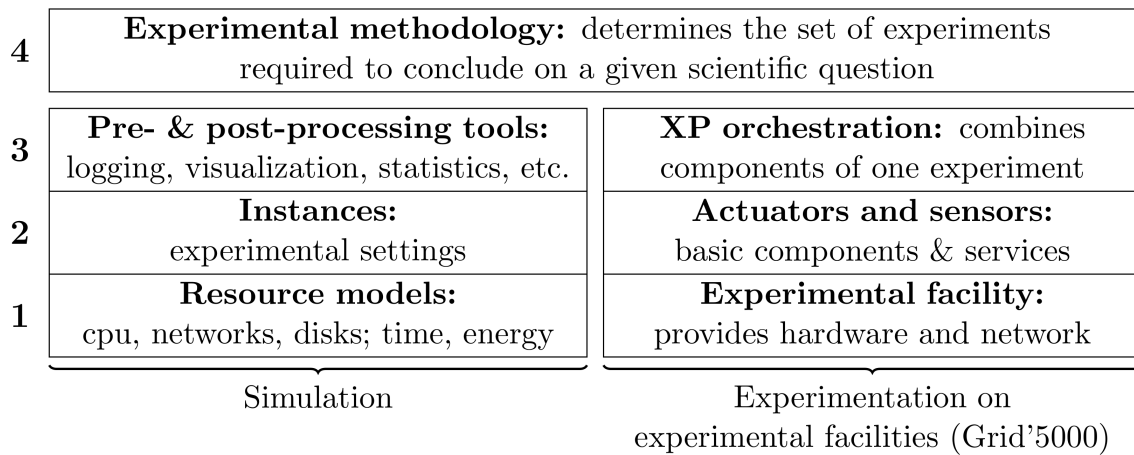 4
Experimental methodology: determines the set of experiments
required to conclude on a given scientific question
3
Pre- & post-processing tools:
logging, visualization, statistics, etc.
XP orchestration: combines
components of one experiment
2
Instances:
experimental settings
Actuators and sensors:
basic components & services
1
Resource models:
cpu, networks, disks; time, energy
Experimental facility:
provides hardware and network
Simulation
Experimentation on
experimental facilities (Grid'5000)